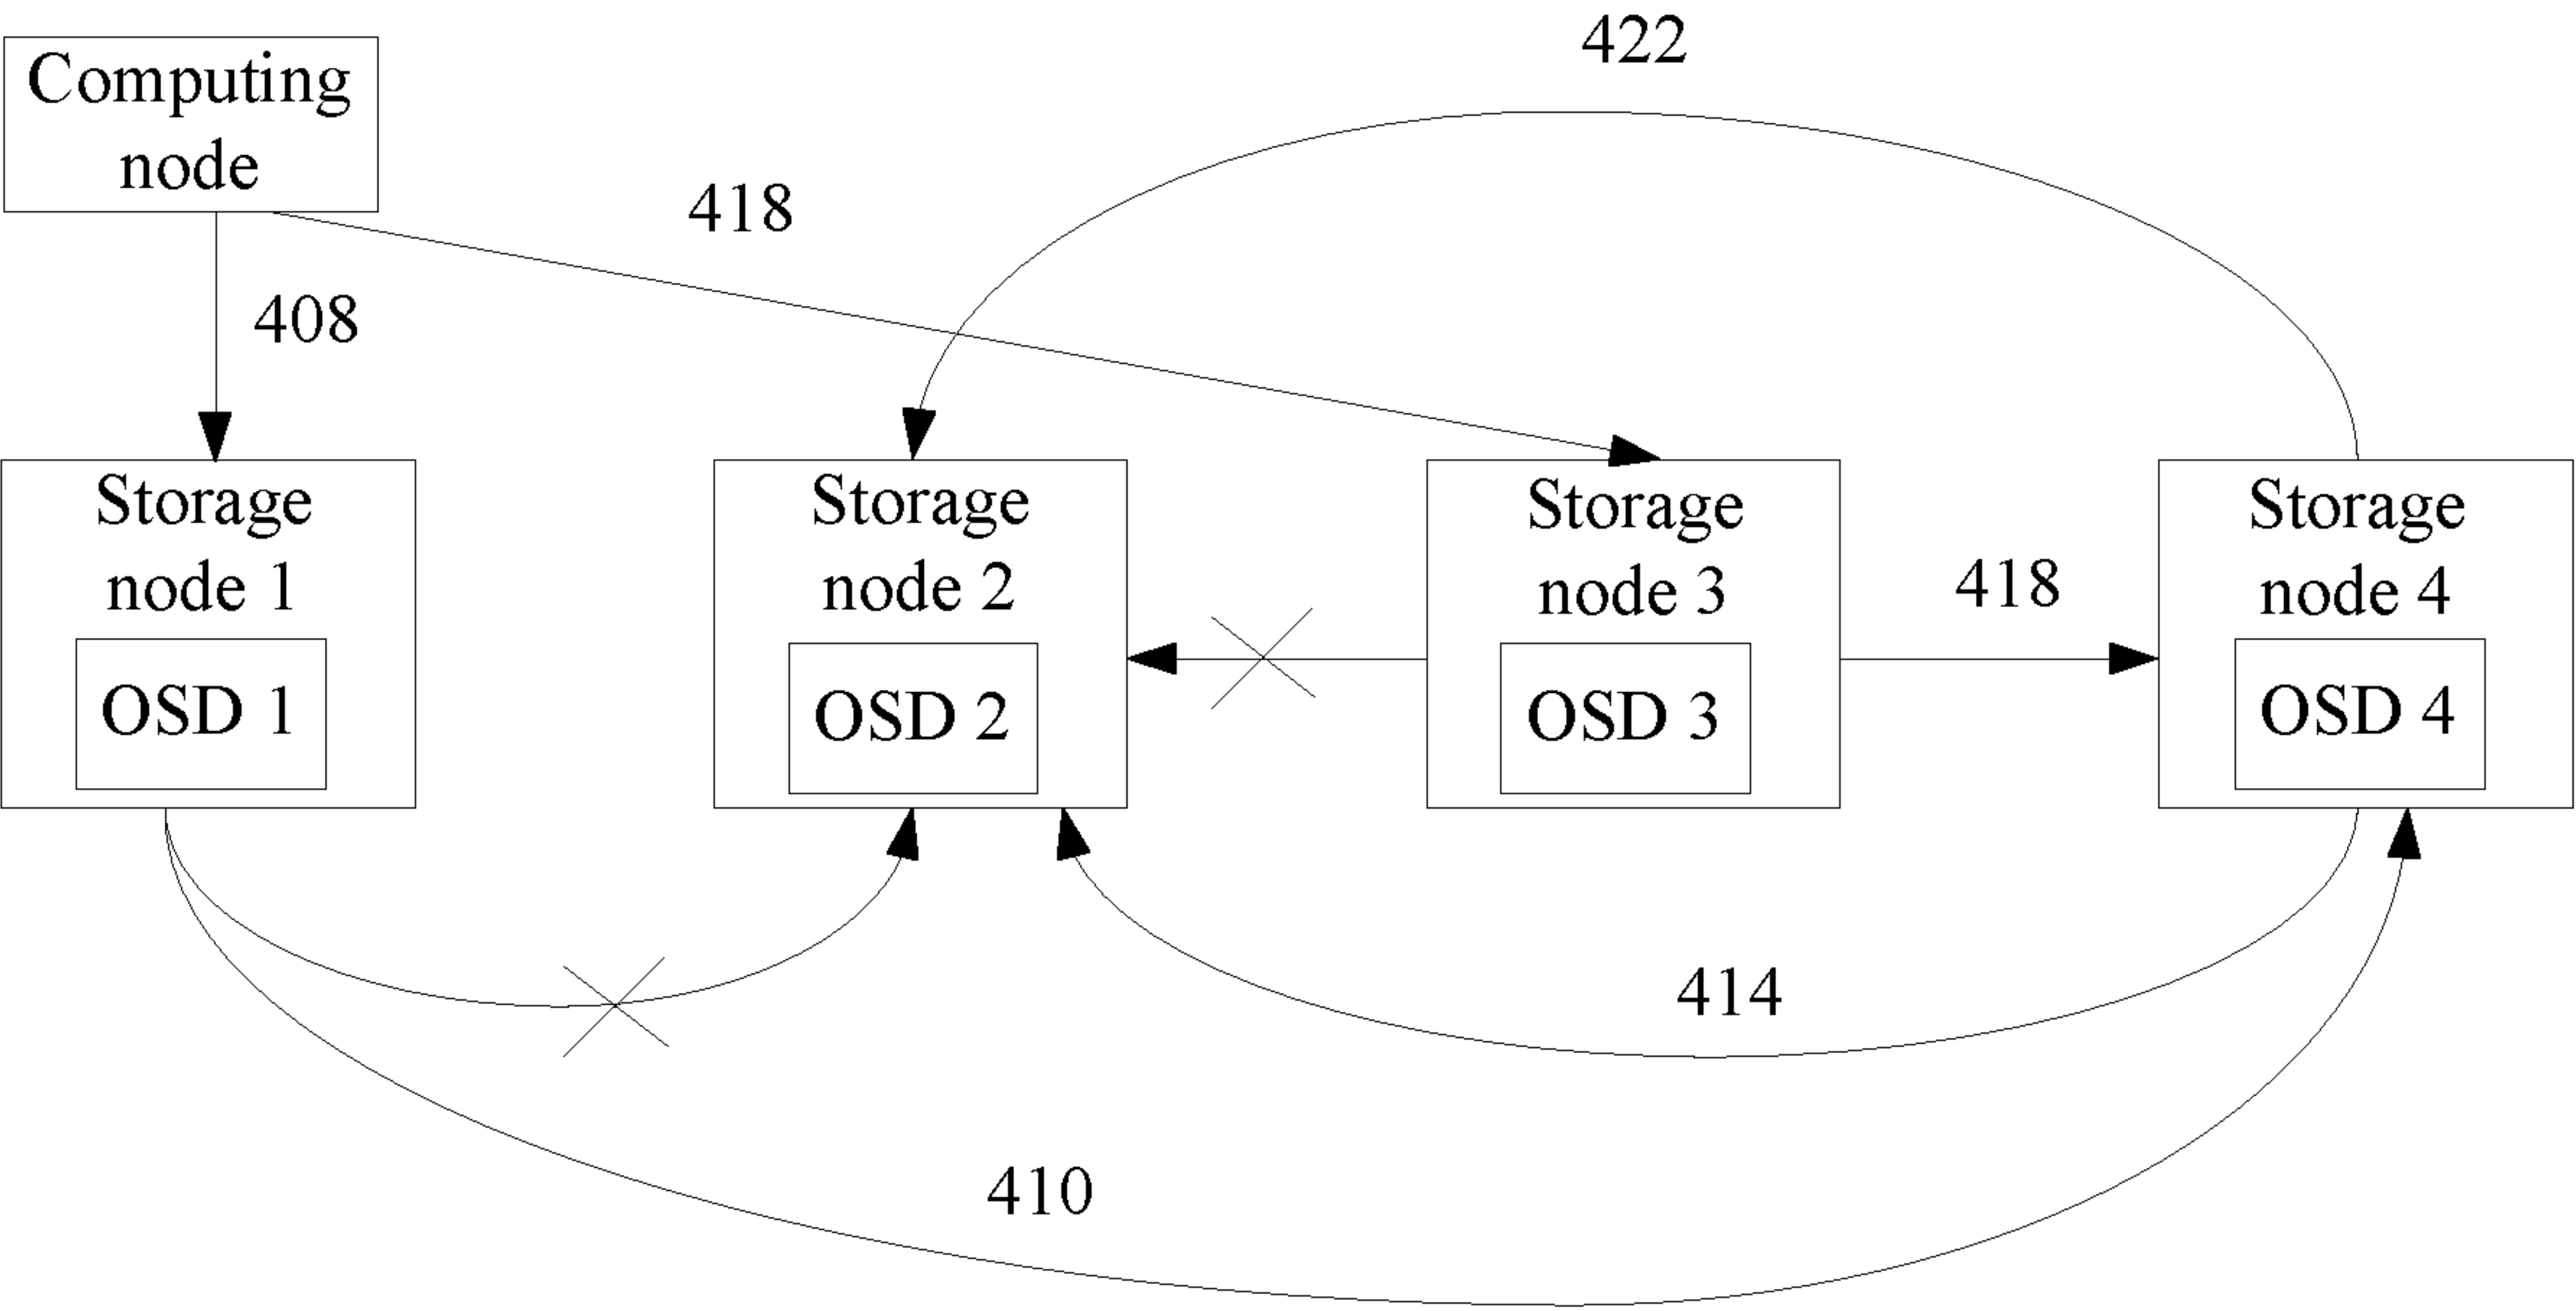 422
Computing
node
418
408
Storage
node 1
OSD 1
Storage
node 2
OSD 2
Storage
node 3
OSD 3
418
Storage
node 4
OSD 4
414
410